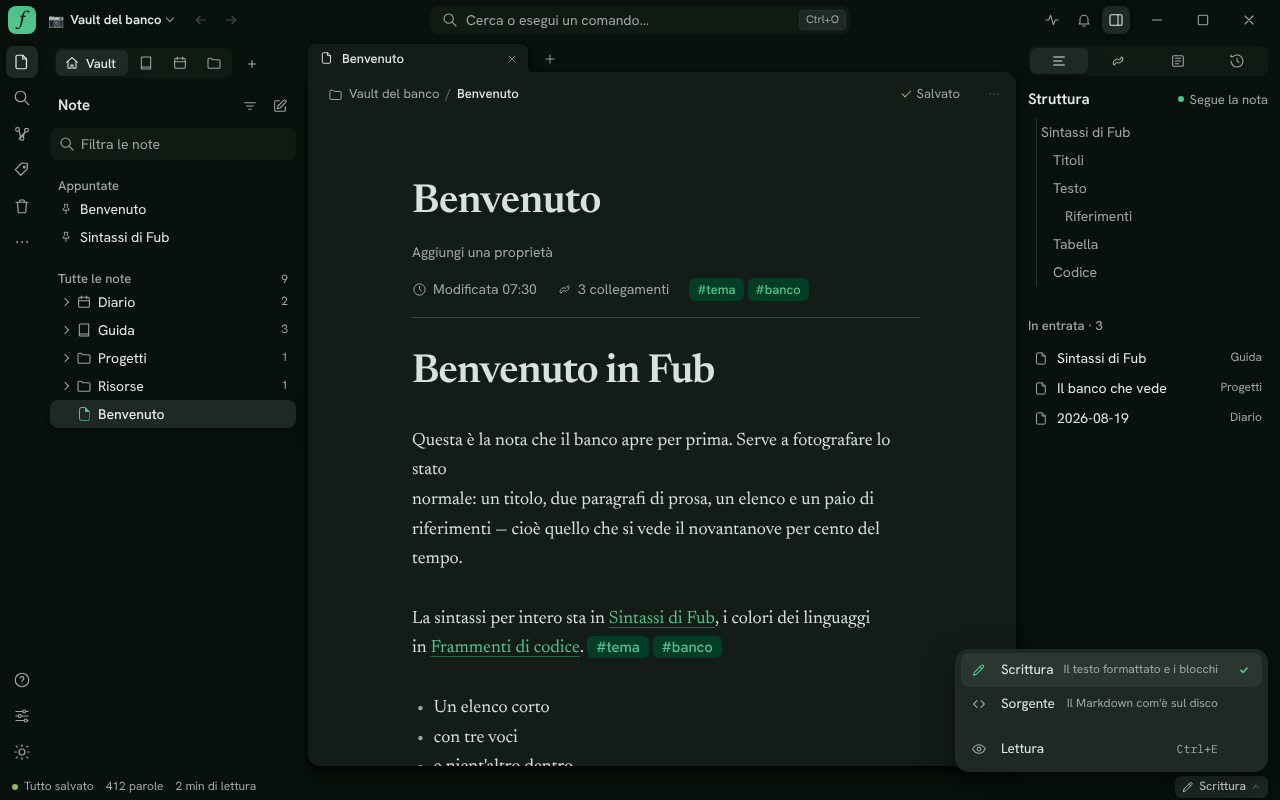 f
Vault del banco
Cerca o esegui un comando…
Ctrl+O
Vault
Note
Filtra le note
Appuntate
Benvenuto
Sintassi di Fub
Tutte le note 9
Diario 2
Guida 3
Progetti 1
Risorse 1
Benvenuto
Benvenuto
Vault del banco / Benvenuto
Salvato
Benvenuto
Aggiungi una proprietà
Modificata 07:30 3 collegamenti #tema #banco
Benvenuto in Fub
Questa è la nota che il banco apre per prima. Serve a fotografare lo
stato
normale: un titolo, due paragrafi di prosa, un elenco e un paio di
riferimenti — cioè quello che si vede il novantanove per cento del
tempo.
La sintassi per intero sta in Sintassi di Fub, i colori dei linguaggi
in Frammenti di codice. #tema #banco
• Un elenco corto
• con tre voci
• e nient'altro dentro
Struttura
Segue la nota
Sintassi di Fub
Titoli
Testo
Riferimenti
Tabella
Codice
In entrata · 3
Sintassi di Fub Guida
Il banco che vede Progetti
2026-08-19 Diario
Scrittura Il testo formattato e i blocchi
Sorgente Il Markdown com'è sul disco
Lettura Ctrl+E
Tutto salvato 412 parole 2 min di lettura
Scrittura